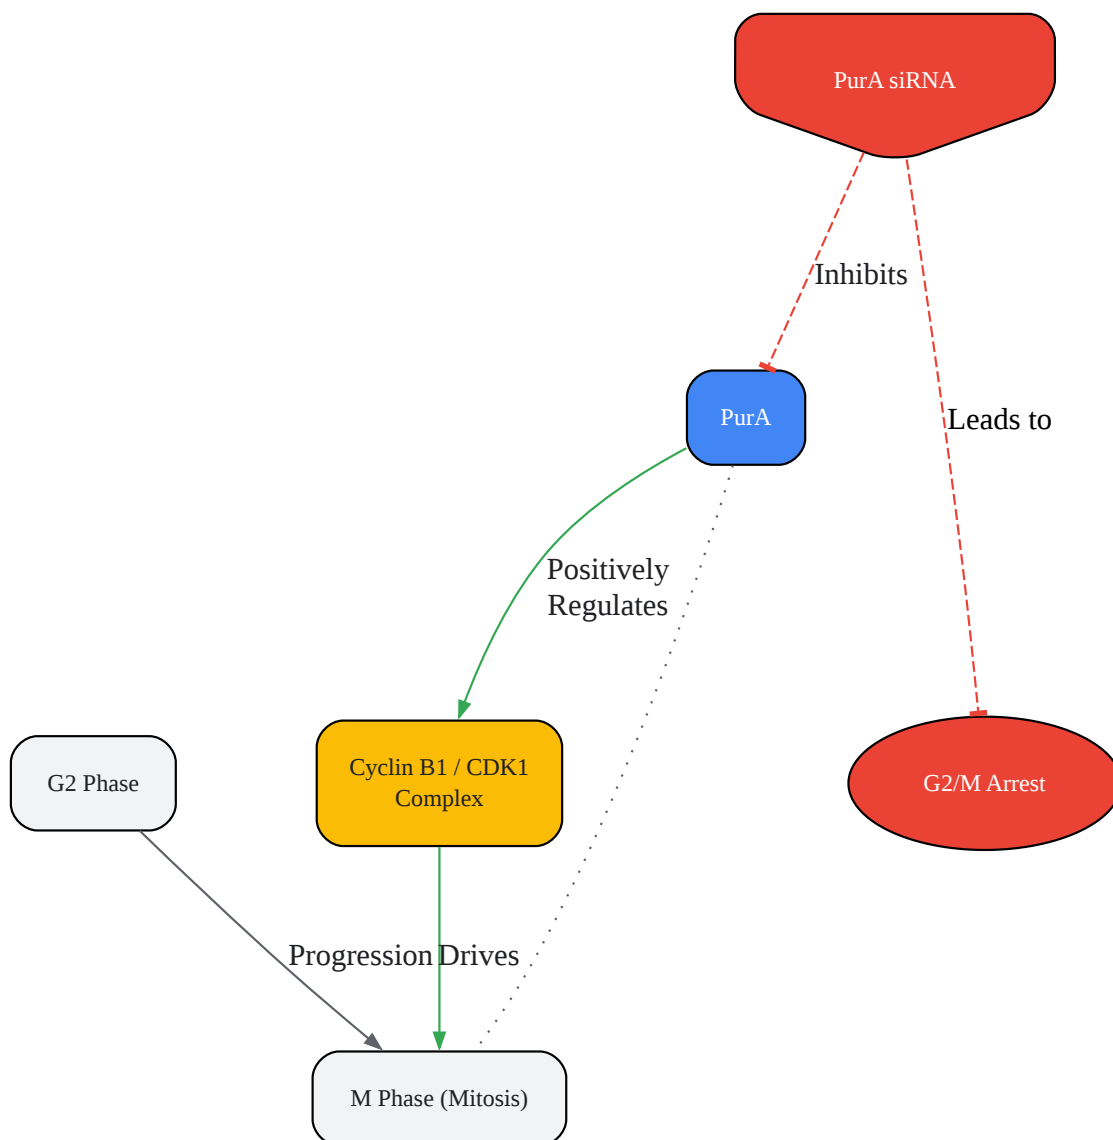 PurA siRNA
Inhibits
PurA
Leads to
Positively
Regulates
G2 Phase
Cyclin B1 / CDK1
Complex
G2/M Arrest
Progression
Drives
M Phase (Mitosis)